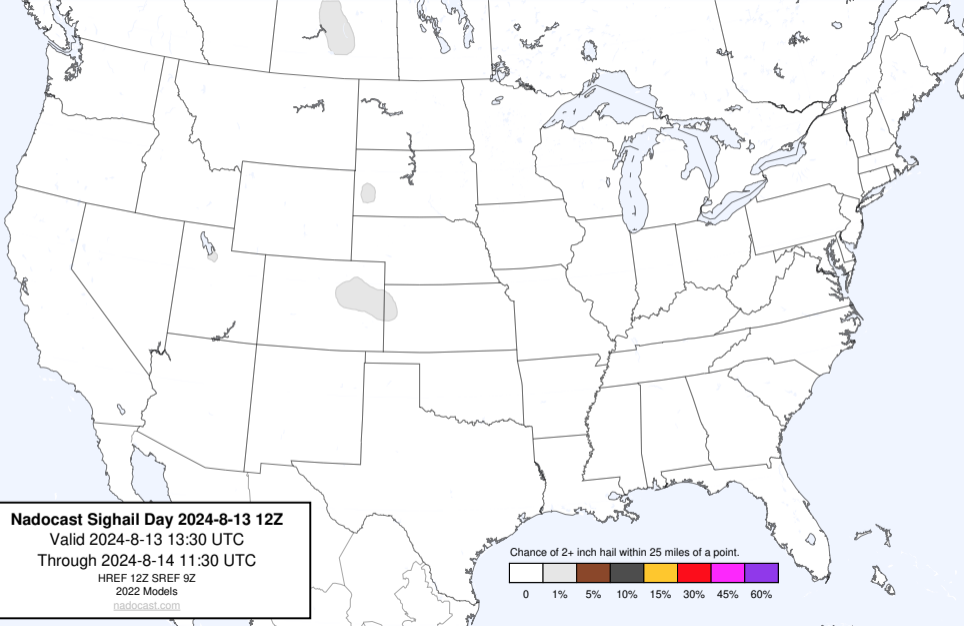 Nadocast Sighail Day 2024-8-13 12Z
Valid 2024-8-13 13:30 UTC
Through 2024-8-14 11:30 UTC
HREF 12Z SREF 9Z
2022 Models
nadocast.com
Chance of 2+ inch hail within 25 miles of a point.
0 1% 5% 10% 15% 30% 45% 60%